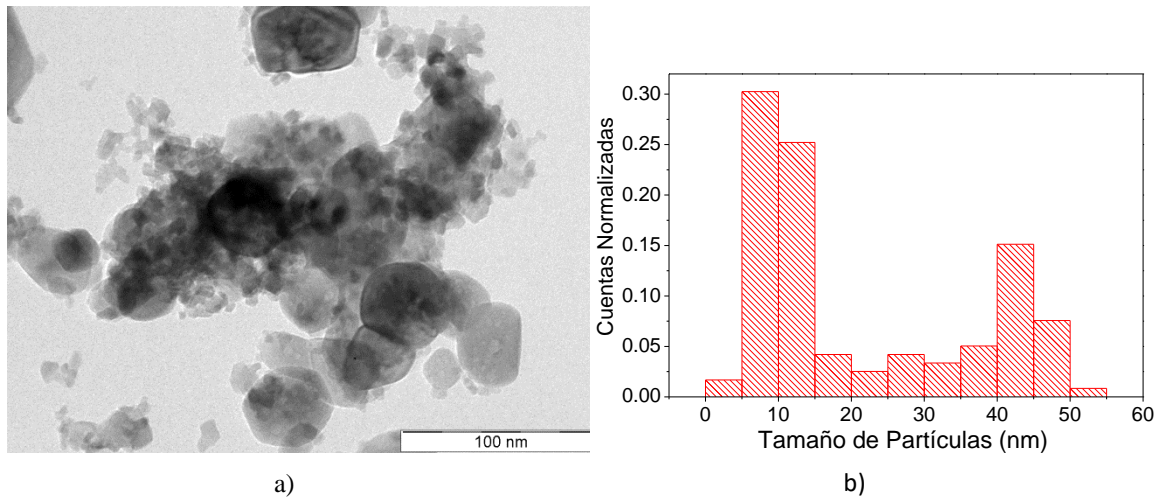 100 nm
a)
Cuentas Normalizadas
0.30
0.25
0.20
0.15
0.10
0.05
0.00
0 10 20 30 40 50 60
Tamaño de Partículas (nm)
b)